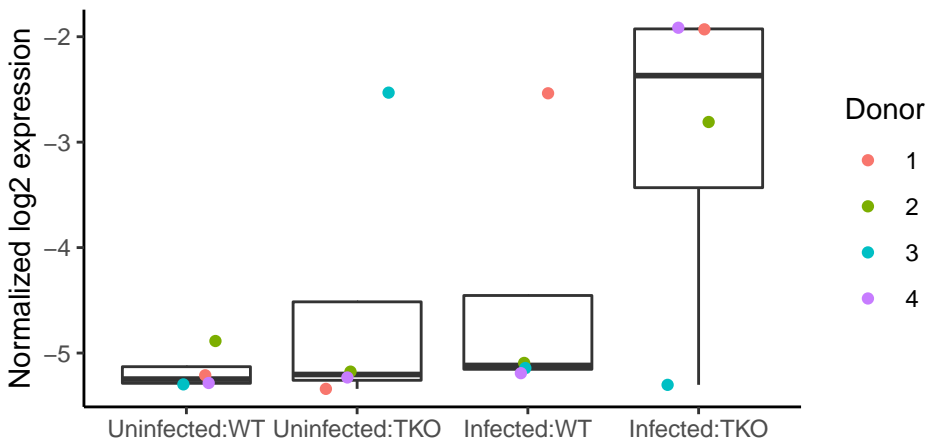 Normalized log2 expression
−2
−3
−4
−5
Uninfected:WT
Uninfected:TKO
Infected:WT
Infected:TKO
Donor
1
2
3
4